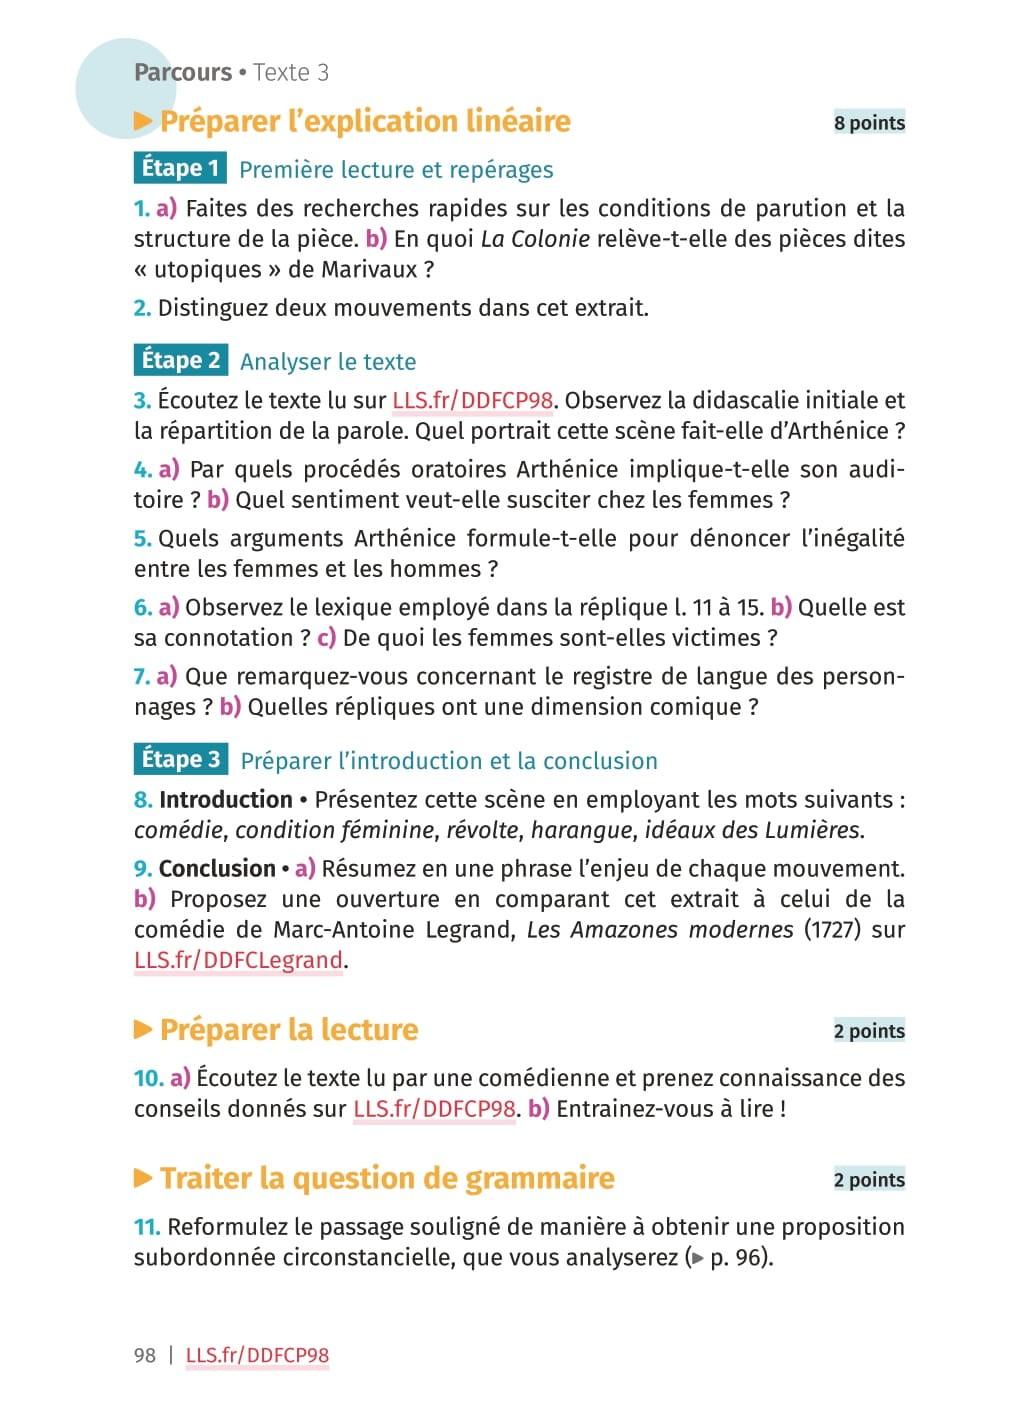 Parcours • Texte 3
Préparer l'explication linéaire 8 points
Étape 1 Première lecture et repérages
1. a) Faites des recherches rapides sur les conditions de parution et la
structure de la pièce. b) En quoi La Colonie relève-t-elle des pièces dites
« utopiques » de Marivaux ?
2. Distinguez deux mouvements dans cet extrait.
Étape 2 Analyser le texte
3. Écoutez le texte lu sur LLS.fr/DDFCP98. Observez la didascalie initiale et
la répartition de la parole. Quel portrait cette scène fait-elle d'Arthénice ?
4. a) Par quels procédés oratoires Arthénice implique-t-elle son audi-
toire ? b) Quel sentiment veut-elle susciter chez les femmes ?
5. Quels arguments Arthénice formule-t-elle pour dénoncer l'inégalité
entre les femmes et les hommes ?
6. a) Observez le lexique employé dans la réplique l. 11 à 15. b) Quelle est
sa connotation ? c) De quoi les femmes sont-elles victimes ?
7. a) Que remarquez-vous concernant le registre de langue des person-
nages ? b) Quelles répliques ont une dimension comique ?
Étape 3 Préparer l'introduction et la conclusion
8. Introduction • Présentez cette scène en employant les mots suivants :
comédie, condition féminine, révolte, harangue, idéaux des Lumières.
9. Conclusion • a) Résumez en une phrase l'enjeu de chaque mouvement.
b) Proposez une ouverture en comparant cet extrait à celui de la
comédie de Marc-Antoine Legrand, Les Amazones modernes (1727) sur
LLS.fr/DDFCLegrand.
Préparer la lecture 2 points
10. a) Écoutez le texte lu par une comédienne et prenez connaissance des
conseils donnés sur LLS.fr/DDFCP98. b) Entrainez-vous à lire !
Traiter la question de grammaire 2 points
11. Reformulez le passage souligné de manière à obtenir une proposition
subordonnée circonstancielle, que vous analyserez (▶ p. 96).
98 | LLS.fr/DDFCP98